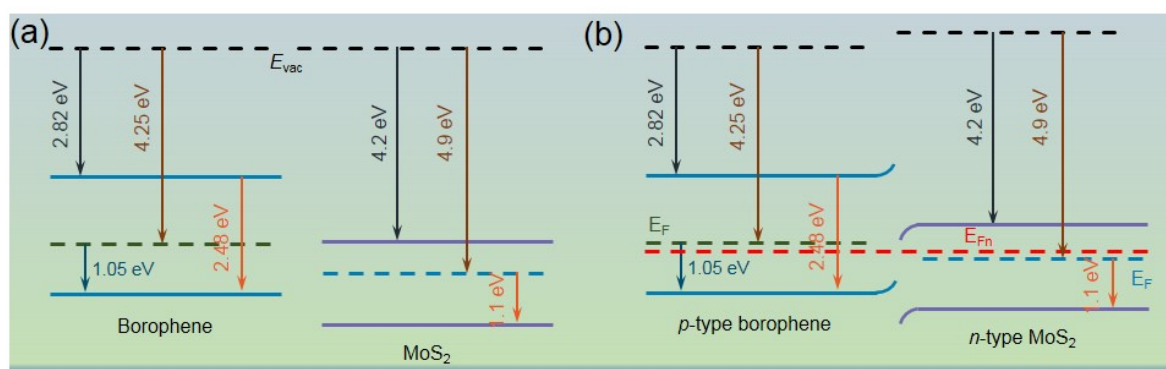 (a)
E_vac
2.82 eV
4.25 eV
4.2 eV
4.9 eV
2.48 eV
1.05 eV
1.1 eV
Borophene
MoS₂
(b)
2.82 eV
4.25 eV
4.2 eV
4.9 eV
E_F
E_Fn
2.48 eV
1.05 eV
1.1 eV
E_F
p-type borophene
n-type MoS₂